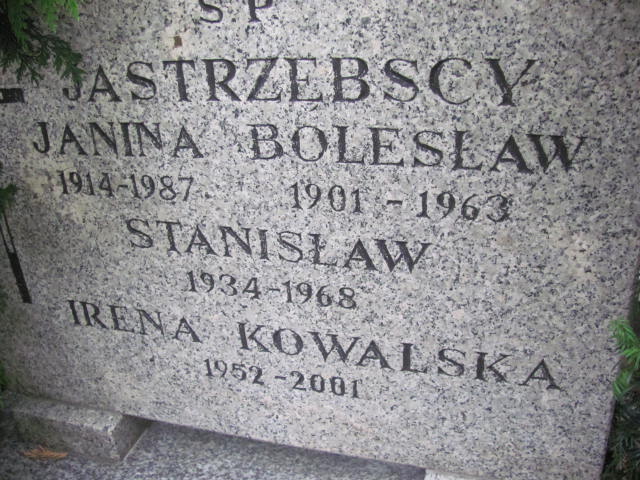 S P
JASTRZEBSCY
JANINA BOLESŁAW
1914-1987 1901 - 1963
STANISŁAW
1934-1968
IRENA KOWALSKA
1952-2001